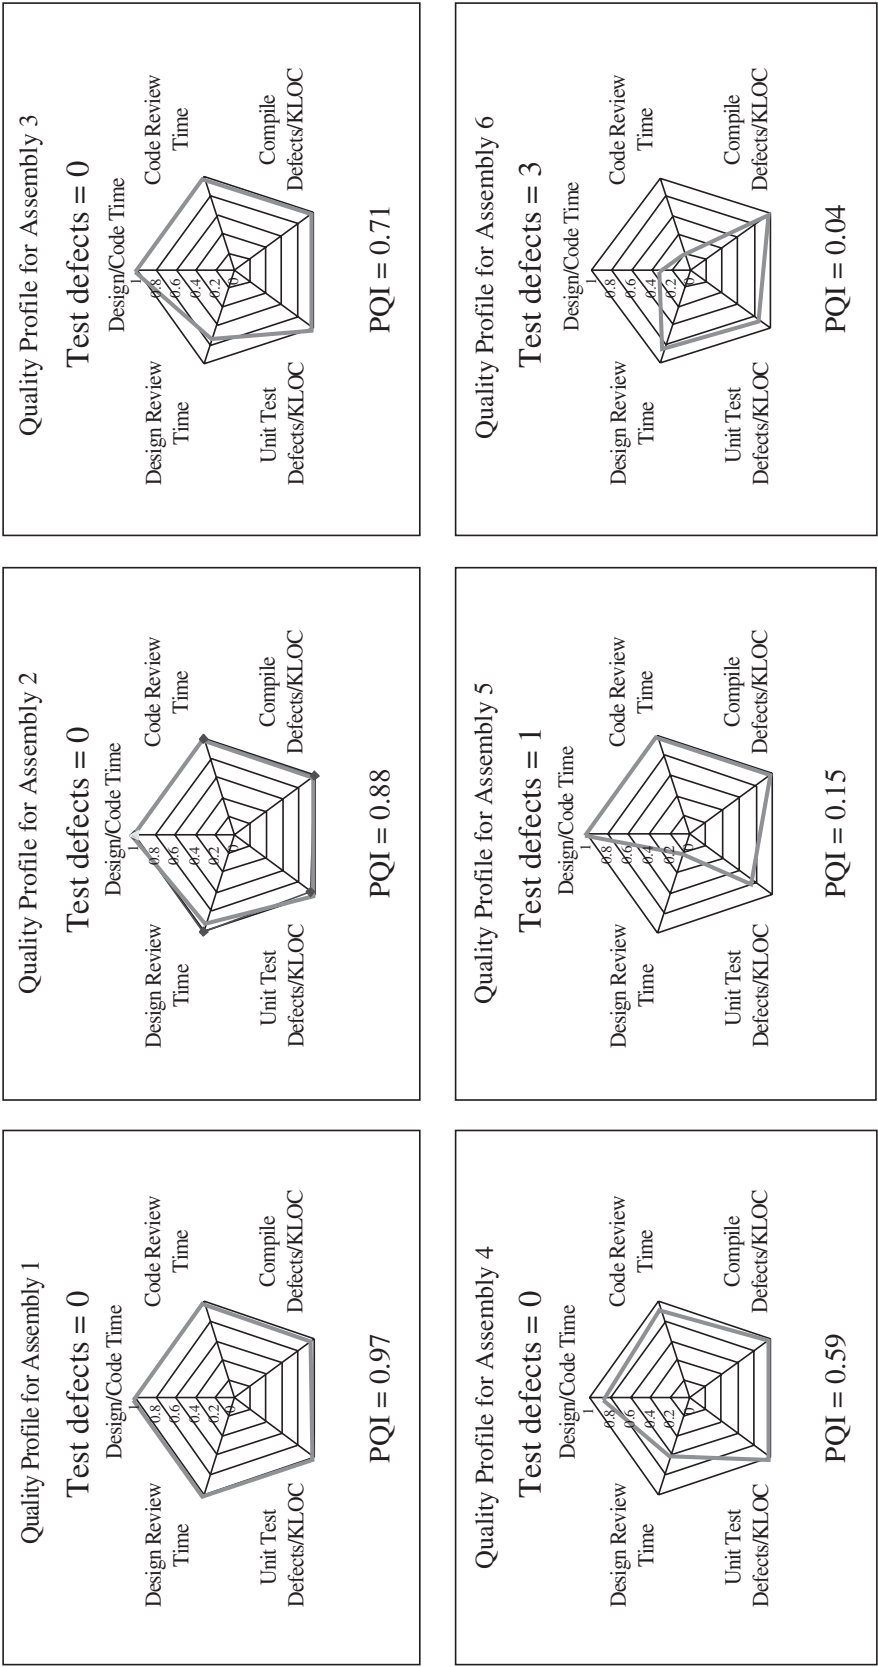 Quality Profile for Assembly 1
Test defects = 0
Design/Code Time
1
0.8
0.6
0.4
0.2
0
Code Review
Time
Compile
Defects/KLOC
Unit Test
Defects/KLOC
Design Review
Time
PQI = 0.97
Quality Profile for Assembly 2
Test defects = 0
Design/Code Time
1
0.8
0.6
0.4
0.2
0
Code Review
Time
Compile
Defects/KLOC
Unit Test
Defects/KLOC
Design Review
Time
PQI = 0.88
Quality Profile for Assembly 3
Test defects = 0
Design/Code Time
1
0.8
0.6
0.4
0.2
0
Code Review
Time
Compile
Defects/KLOC
Unit Test
Defects/KLOC
Design Review
Time
PQI = 0.71
Quality Profile for Assembly 4
Test defects = 0
Design/Code Time
1
0.8
0.6
0.4
0.2
0
Code Review
Time
Compile
Defects/KLOC
Unit Test
Defects/KLOC
Design Review
Time
PQI = 0.59
Quality Profile for Assembly 5
Test defects = 1
Design/Code Time
1
0.8
0.6
0.4
0.2
0
Code Review
Time
Compile
Defects/KLOC
Unit Test
Defects/KLOC
Design Review
Time
PQI = 0.15
Quality Profile for Assembly 6
Test defects = 3
Design/Code Time
1
0.8
0.6
0.4
0.2
0
Code Review
Time
Compile
Defects/KLOC
Unit Test
Defects/KLOC
Design Review
Time
PQI = 0.04